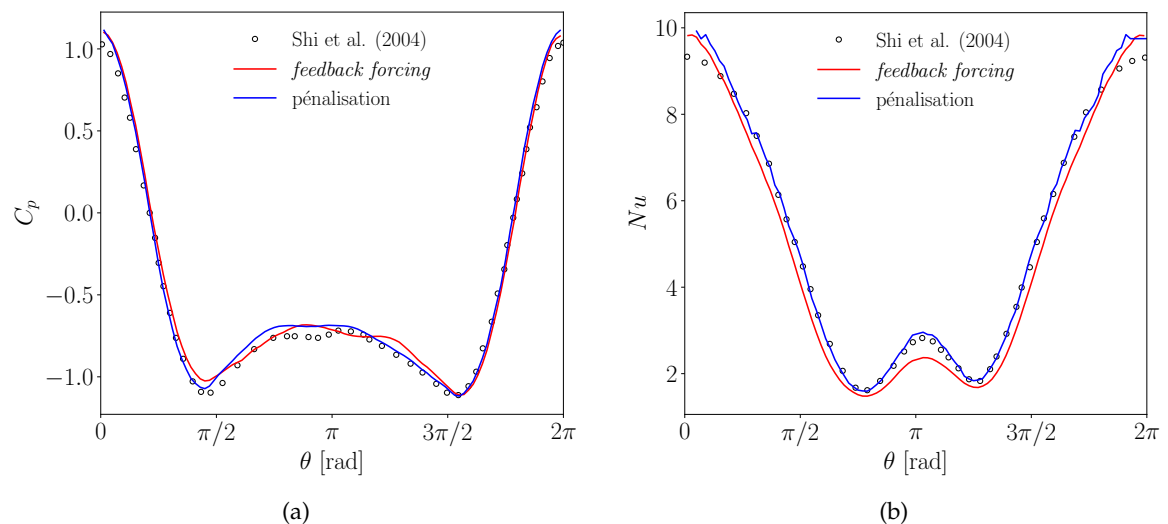 Shi et al. (2004)
feedback forcing
pénalisation
1.0
0.5
0.0
−0.5
−1.0
C_p
0
π/2
π
3π/2
2π
θ [rad]
(a)
Shi et al. (2004)
feedback forcing
pénalisation
10
8
6
4
2
Nu
0
π/2
π
3π/2
2π
θ [rad]
(b)